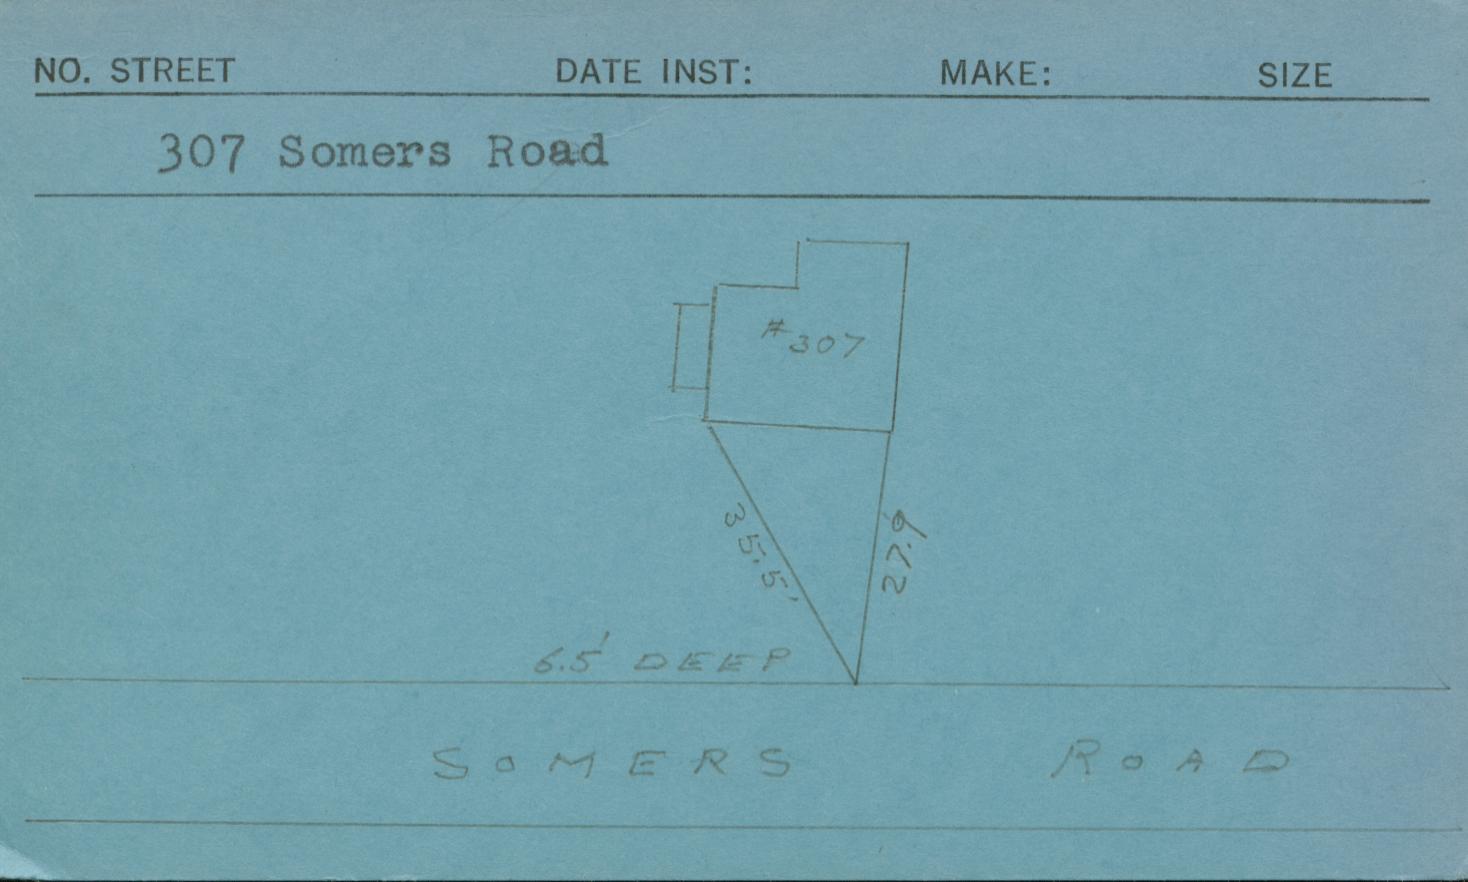 NO. STREET DATE INST: MAKE: SIZE
307 Somers Road
#307
35.5'
27.9
6.5' DEEP
SOMERS ROAD